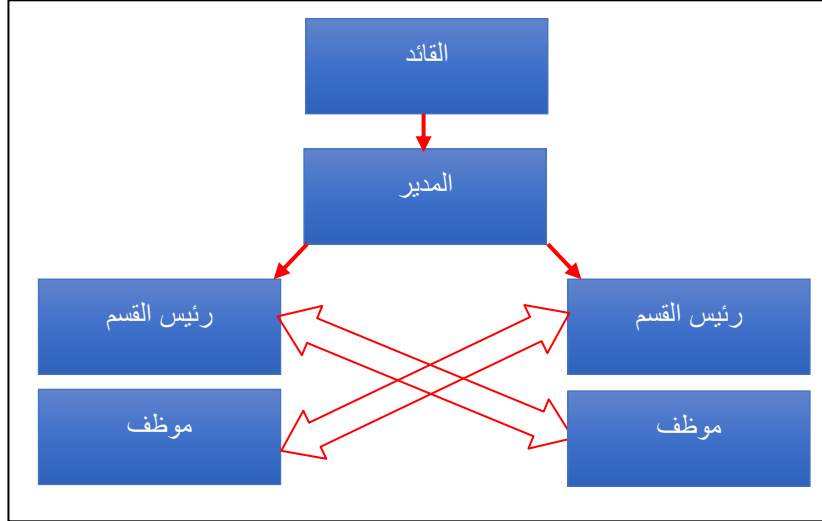 القائد
المدير
رئيس القسم
رئيس القسم
موظف
موظف